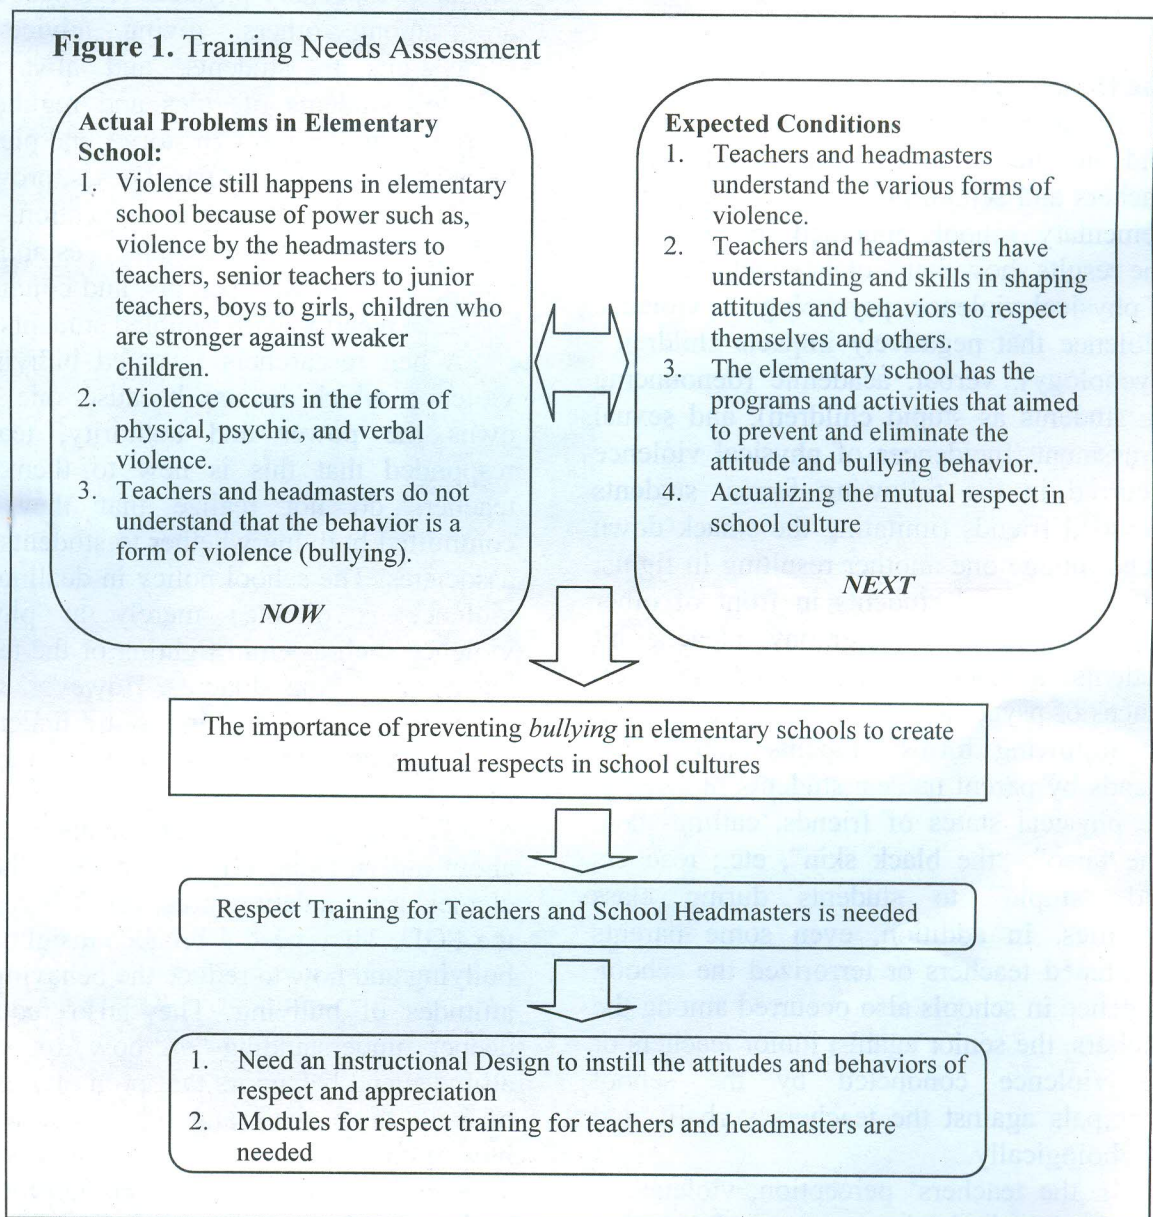 Figure 1. Training Needs Assessment
Actual Problems in Elementary
School:
1. Violence still happens in elementary
school because of power such as,
violence by the headmasters to
teachers, senior teachers to junior
teachers, boys to girls, children who
are stronger against weaker
children.
2. Violence occurs in the form of
physical, psychic, and verbal
violence.
3. Teachers and headmasters do not
understand that the behavior is a
form of violence (bullying).
NOW
Expected Conditions
1. Teachers and headmasters
understand the various forms of
violence.
2. Teachers and headmasters have
understanding and skills in shaping
attitudes and behaviors to respect
themselves and others.
3. The elementary school has the
programs and activities that aimed
to prevent and eliminate the
attitude and bullying behavior.
4. Actualizing the mutual respect in
school culture
NEXT
The importance of preventing bullying in elementary schools to create
mutual respects in school cultures
Respect Training for Teachers and School Headmasters is needed
1. Need an Instructional Design to instill the attitudes and behaviors of
respect and appreciation
2. Modules for respect training for teachers and headmasters are
needed